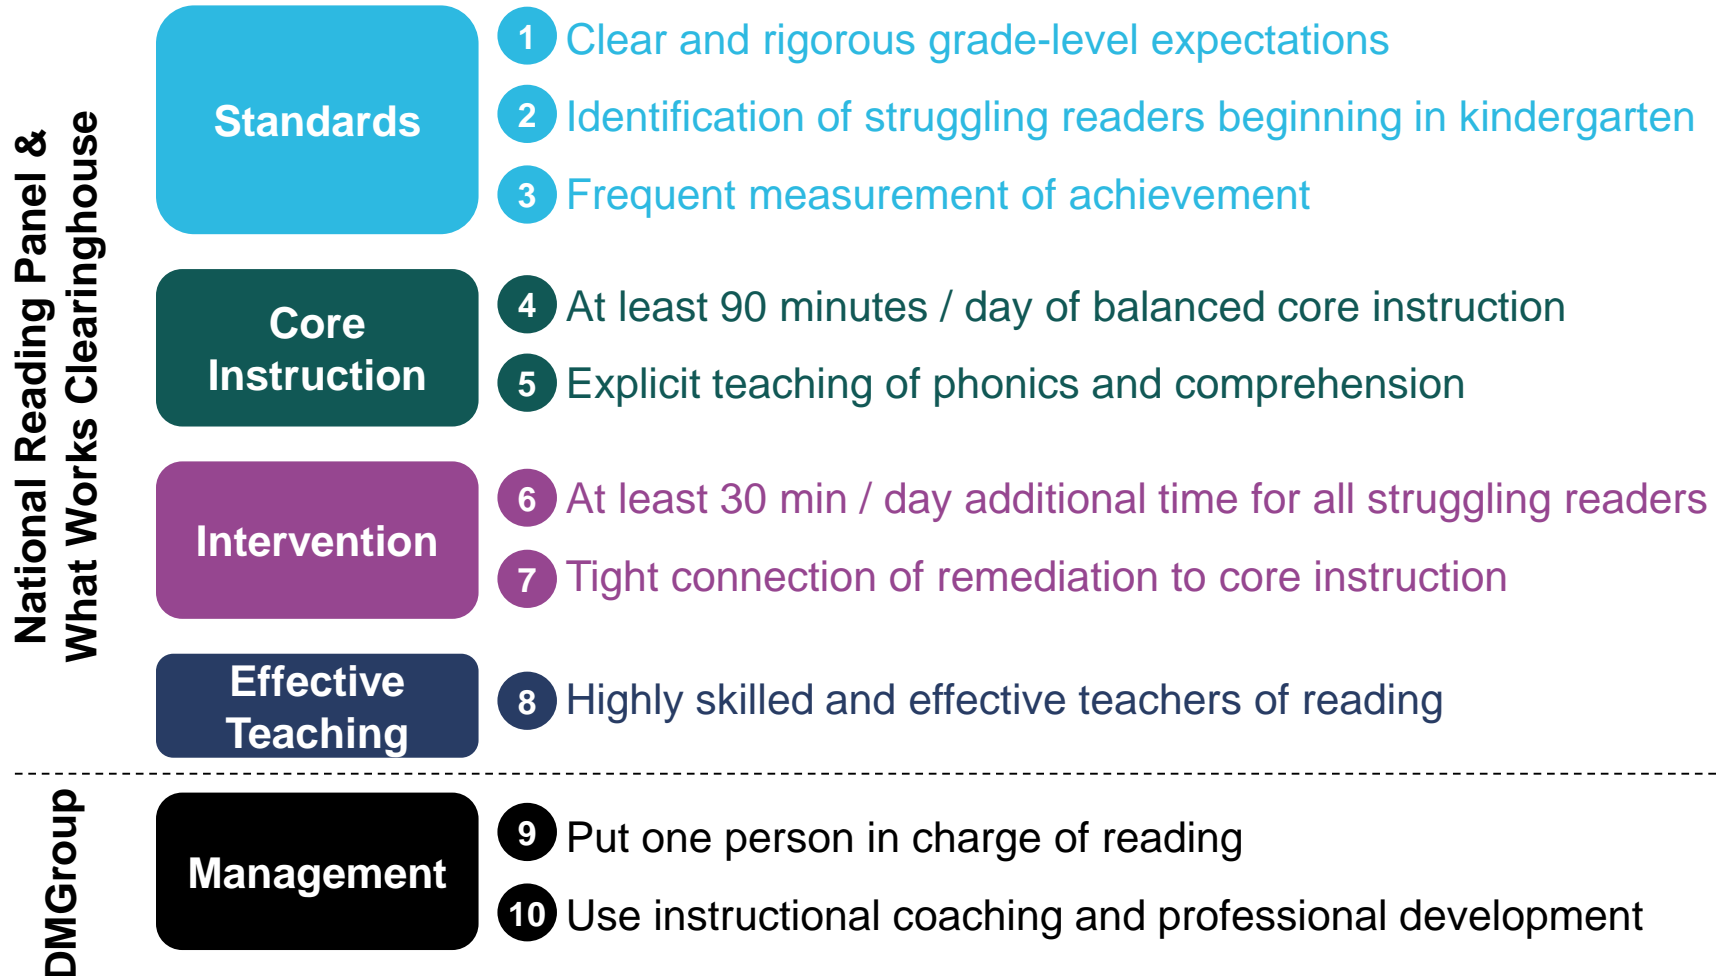 National Reading Panel &
What Works Clearinghouse
Standards
1 Clear and rigorous grade-level expectations
2 Identification of struggling readers beginning in kindergarten
3 Frequent measurement of achievement
Core
Instruction
4 At least 90 minutes / day of balanced core instruction
5 Explicit teaching of phonics and comprehension
Intervention
6 At least 30 min / day additional time for all struggling readers
7 Tight connection of remediation to core instruction
Effective
Teaching
8 Highly skilled and effective teachers of reading
DMGroup
Management
9 Put one person in charge of reading
10 Use instructional coaching and professional development